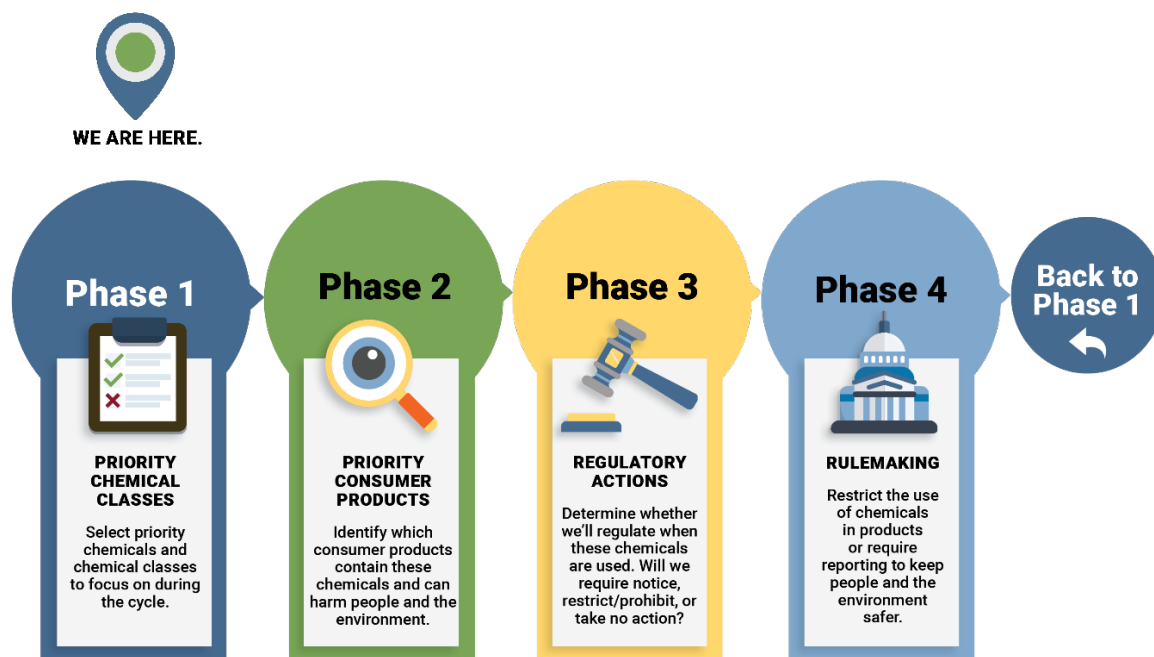 WE ARE HERE.
Phase 1
PRIORITY
CHEMICAL
CLASSES
Select priority
chemicals and
chemical classes
to focus on during
the cycle.
Phase 2
PRIORITY
CONSUMER
PRODUCTS
Identify which
consumer products
contain these
chemicals and can
harm people and the
environment.
Phase 3
REGULATORY
ACTIONS
Determine whether
we'll regulate when
these chemicals
are used. Will we
require notice,
restrict/prohibit, or
take no action?
Phase 4
RULEMAKING
Restrict the use
of chemicals
in products
or require
reporting to keep
people and the
environment
safer.
Back to
Phase 1